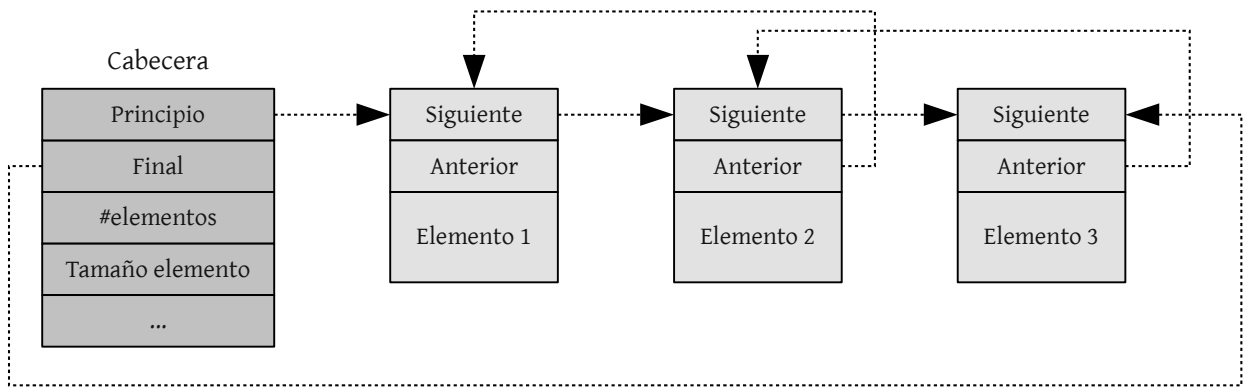 Cabecera
Principio
Final
#elementos
Tamaño elemento
...
Siguiente
Anterior
Elemento 1
Siguiente
Anterior
Elemento 2
Siguiente
Anterior
Elemento 3